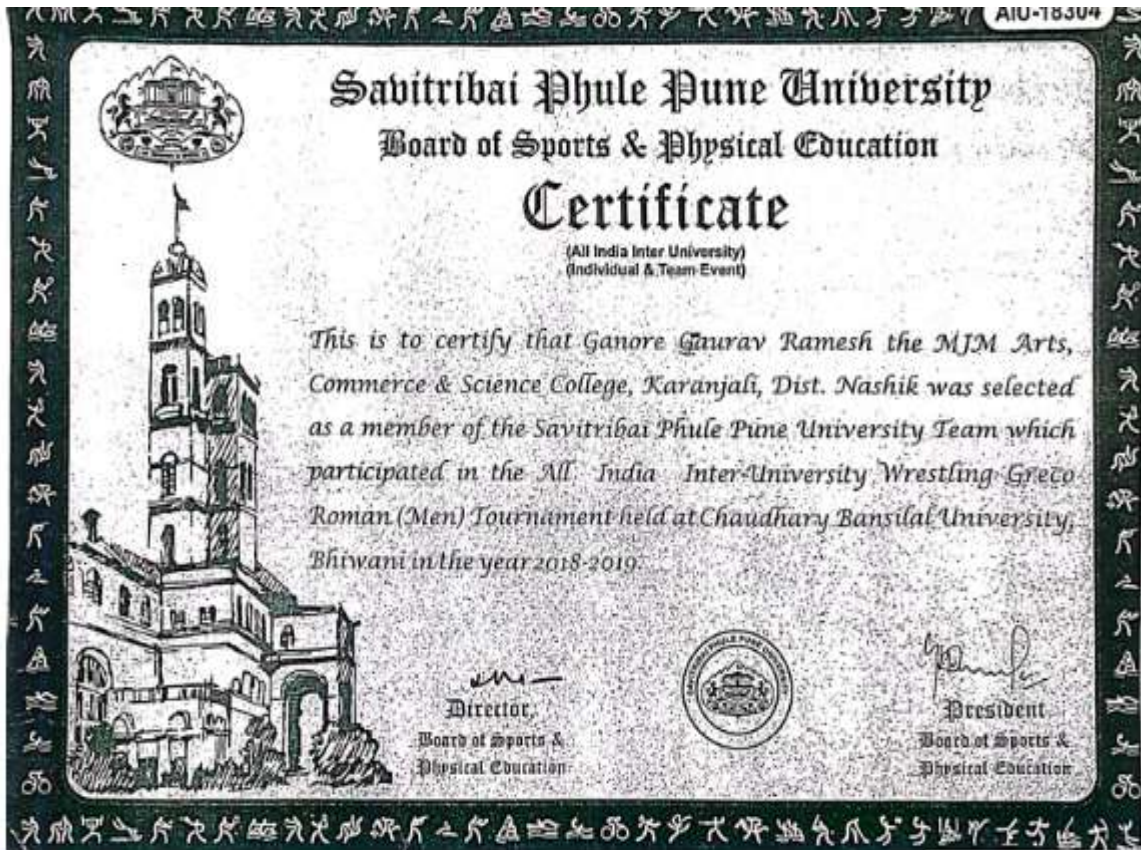 AIU-18304
Savitribai Phule Pune University
Board of Sports & Physical Education
Certificate
(All India Inter University)
(Individual & Team Event)
This is to certify that Ganore Gaurav Ramesh the MJM Arts,
Commerce & Science College, Karanjali, Dist. Nashik was selected
as a member of the Savitribai Phule Pune University Team which
participated in the All India Inter-University Wrestling Greco
Roman (Men) Tournament held at Chaudhary Bansilal University,
Bhiwani in the year 2018-2019.
Director,
Board of Sports &
Physical Education
SAVITRIBAI PHULE PUNE UNIVERSITY
President
Board of Sports &
Physical Education